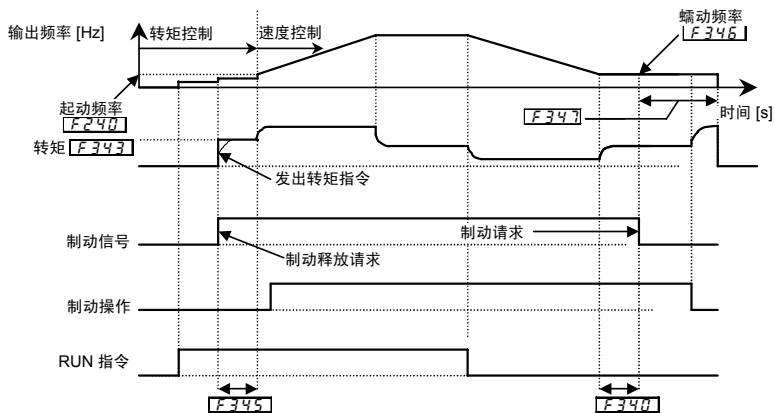 输出频率 [Hz]
转矩控制
速度控制
蠕动频率
F346
起动频率
F240
F347
时间 [s]
转矩 F343
发出转矩指令
制动信号
制动请求
制动释放请求
制动操作
RUN 指令
F345
F340